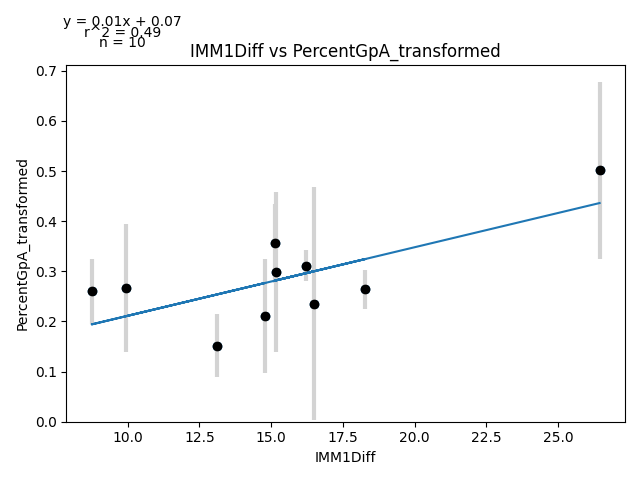 y = 0.01x + 0.07
r^2 = 0.49
n = 10
IMM1Diff vs PercentGpA_transformed
PercentGpA_transformed
0.7
0.6
0.5
0.4
0.3
0.2
0.1
0.0
10.0 12.5 15.0 17.5 20.0 22.5 25.0
IMM1Diff